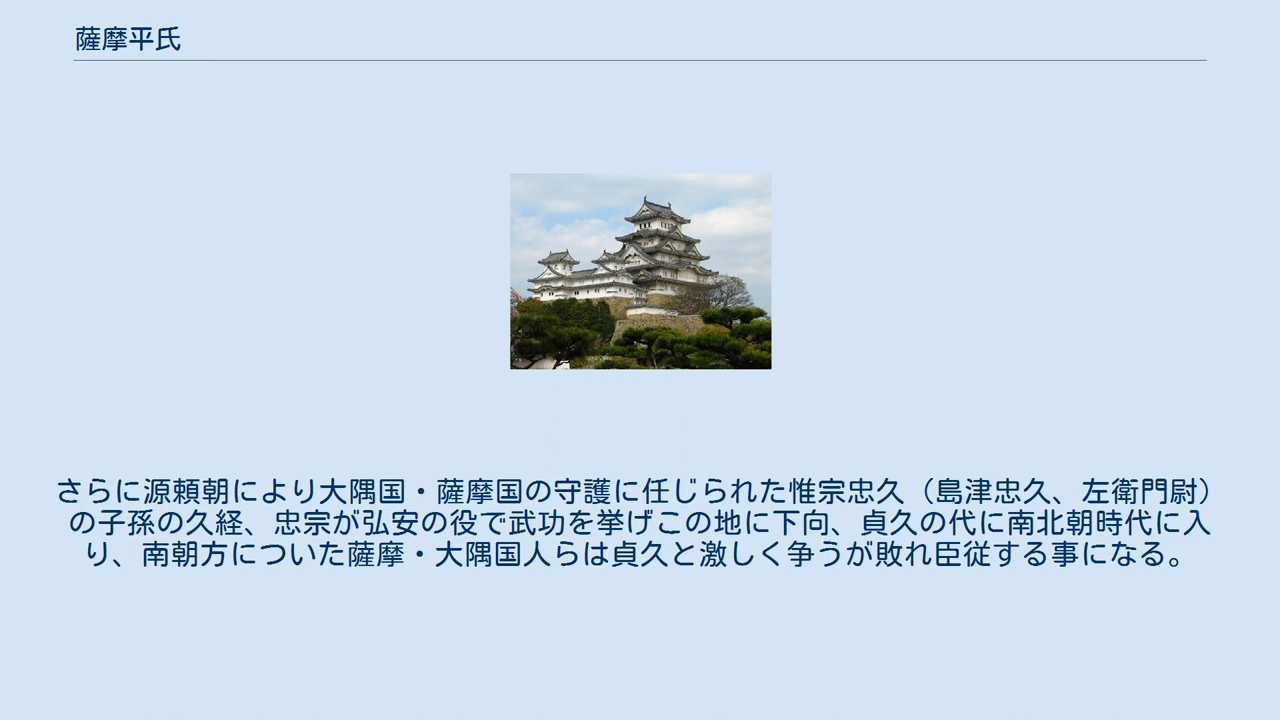 薩摩平氏
さらに源頼朝により大隅国・薩摩国の守護に任じられた惟宗忠久（島津忠久、左衛門尉）
の子孫の久経、忠宗が弘安の役で武功を挙げこの地に下向、貞久の代に南北朝時代に入
り、南朝方についた薩摩・大隅国人らは貞久と激しく争うが敗れ臣従する事になる。